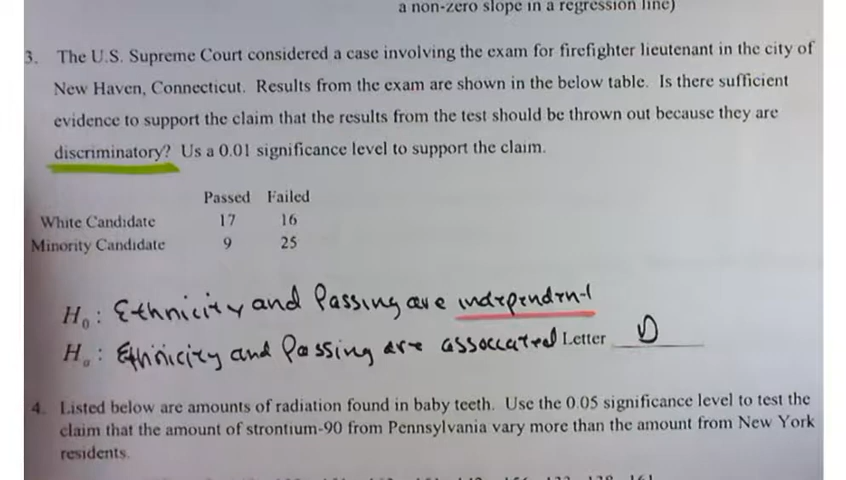 a non-zero slope in a regression line)
3. The U.S. Supreme Court considered a case involving the exam for firefighter lieutenant in the city of
New Haven, Connecticut. Results from the exam are shown in the below table. Is there sufficient
evidence to support the claim that the results from the test should be thrown out because they are
discriminatory? Us a 0.01 significance level to support the claim.
Passed Failed
White Candidate 17 16
Minority Candidate 9 25
H₀: Ethnicity and Passing are independent
Hₐ: Ethinicity and Passing are assoccated Letter D
4. Listed below are amounts of radiation found in baby teeth. Use the 0.05 significance level to test the
claim that the amount of strontium-90 from Pennsylvania vary more than the amount from New York
residents.